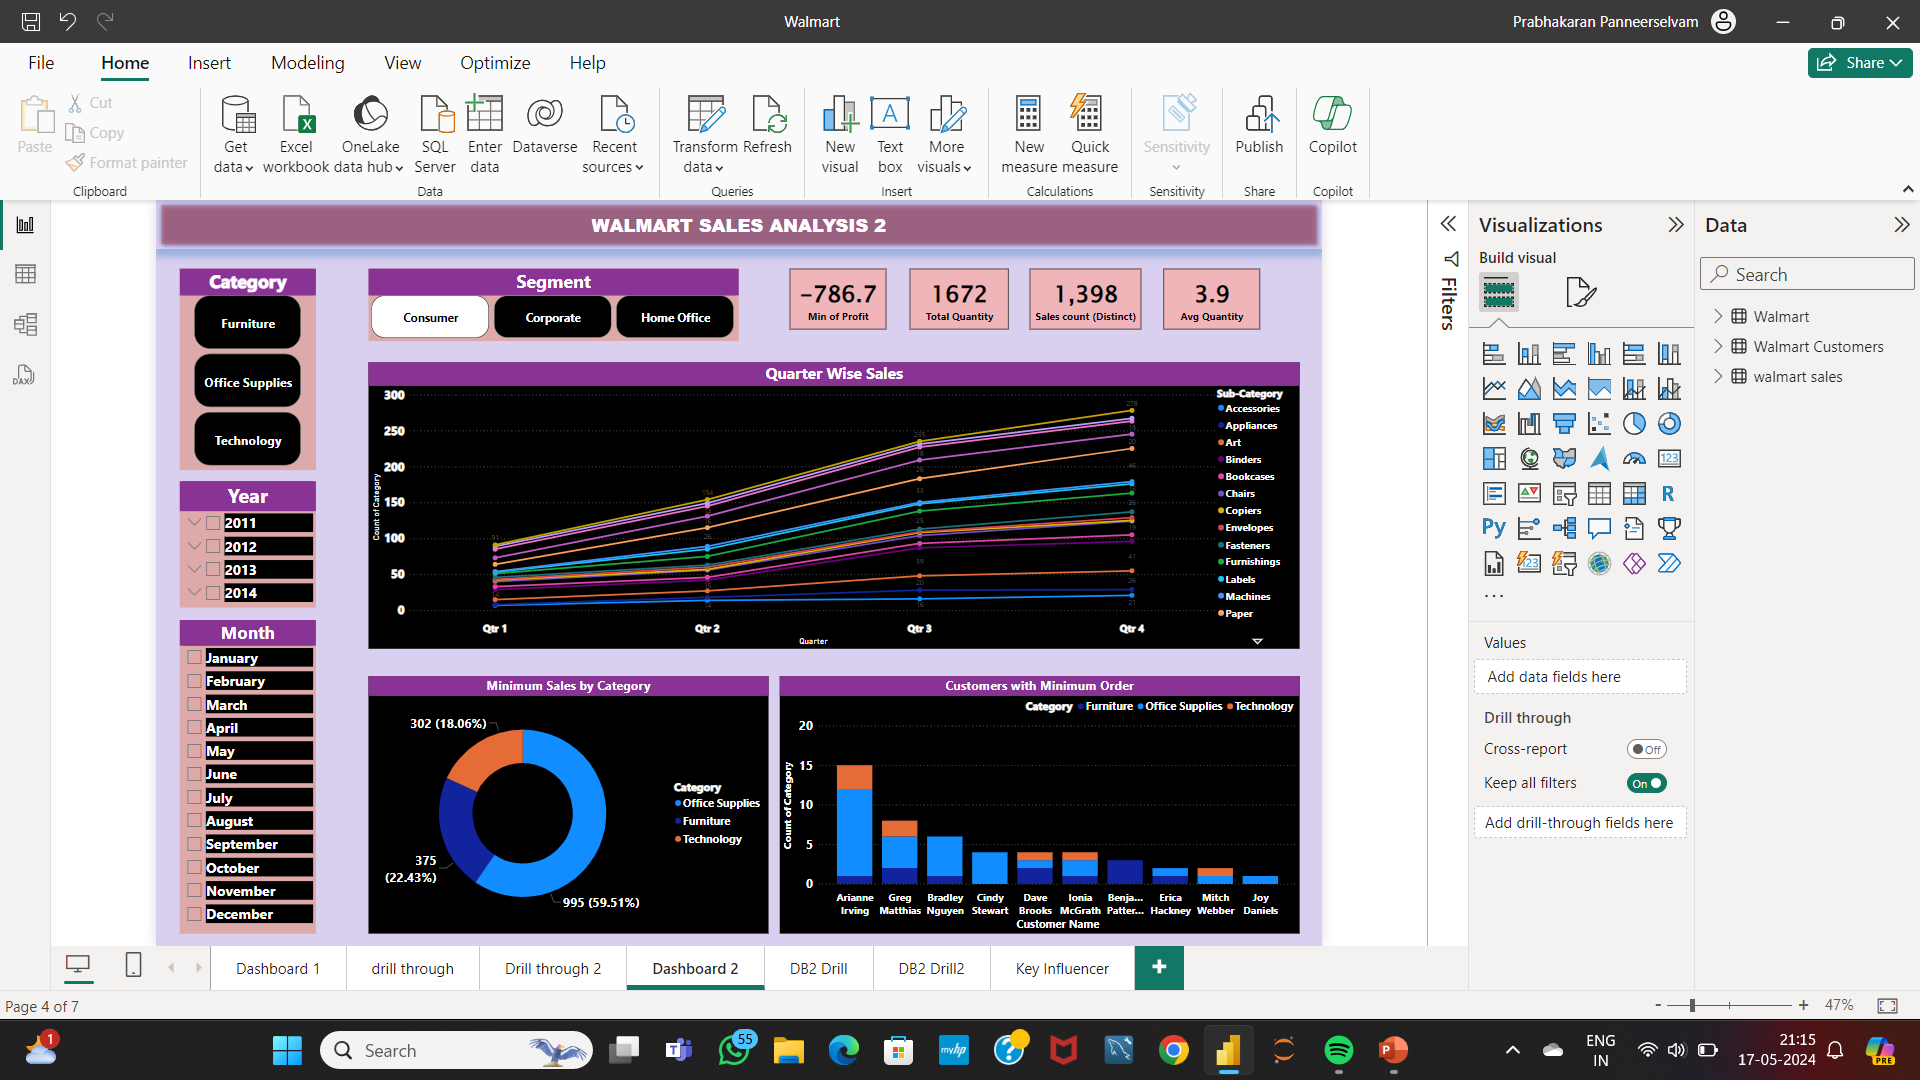 Walmart
Prabhakaran Panneerselvam
File Home Insert Modeling View Optimize Help
Share
Paste
Cut
Copy
Format painter
Clipboard
Get data
Excel workbook
OneLake data hub
SQL Server
Enter data
Dataverse
Recent sources
Data
Transform data
Refresh
Queries
New visual
Text box
More visuals
Insert
New measure
Quick measure
Calculations
Sensitivity
Sensitivity
Publish
Share
Copilot
Copilot
WALMART SALES ANALYSIS 2
Category
Furniture
Office Supplies
Technology
Segment
Consumer
Corporate
Home Office
-786.7
Min of Profit
1672
Total Quantity
1,398
Sales count (Distinct)
3.9
Avg Quantity
Year
2011
2012
2013
2014
Month
January
February
March
April
May
June
July
August
September
October
November
December
Quarter Wise Sales
Count of Category
300
250
200
150
100
50
0
Qtr 1
Qtr 2
Qtr 3
Qtr 4
Quarter
Sub-Category
Accessories
Appliances
Art
Binders
Bookcases
Chairs
Copiers
Envelopes
Fasteners
Furnishings
Labels
Machines
Paper
Minimum Sales by Category
302 (18.06%)
375
(22.43%)
995 (59.51%)
Category
Office Supplies
Furniture
Technology
Customers with Minimum Order
Category Furniture Office Supplies Technology
Count of Category
20
15
10
5
0
Arianne Irving
Greg Matthias
Bradley Nguyen
Cindy Stewart
Dave Brooks
Ionia McGrath
Benja... Patter...
Erica Hackney
Mitch Webber
Joy Daniels
Customer Name
Filters
Visualizations
Build visual
Values
Add data fields here
Drill through
Cross-report
Off
Keep all filters
On
Add drill-through fields here
Data
Search
Walmart
Walmart Customers
walmart sales
Dashboard 1
drill through
Drill through 2
Dashboard 2
DB2 Drill
DB2 Drill2
Key Influencer
Page 4 of 7
47%
1
Search
55
ENG
IN
21:15
17-05-2024